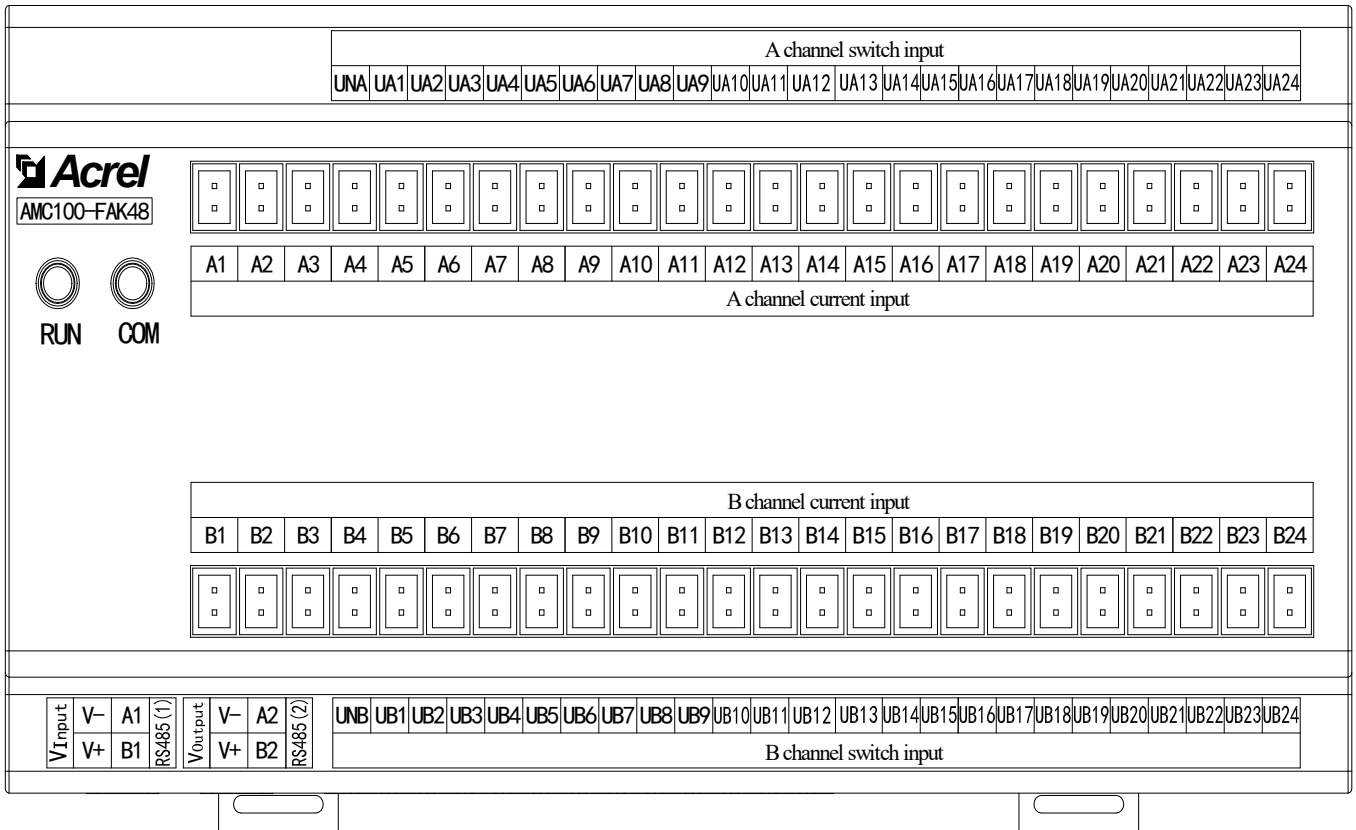 A channel switch input
UNA UA1 UA2 UA3 UA4 UA5 UA6 UA7 UA8 UA9 UA10 UA11 UA12 UA13 UA14 UA15 UA16 UA17 UA18 UA19 UA20 UA21 UA22 UA23 UA24
Acrel
AMC100-FAK48
A1 A2 A3 A4 A5 A6 A7 A8 A9 A10 A11 A12 A13 A14 A15 A16 A17 A18 A19 A20 A21 A22 A23 A24
A channel current input
RUN COM
B channel current input
B1 B2 B3 B4 B5 B6 B7 B8 B9 B10 B11 B12 B13 B14 B15 B16 B17 B18 B19 B20 B21 B22 B23 B24
VInput
V- A1
V+ B1
RS485(1)
VOutput
V- A2
V+ B2
RS485(2)
UNB UB1 UB2 UB3 UB4 UB5 UB6 UB7 UB8 UB9 UB10 UB11 UB12 UB13 UB14 UB15 UB16 UB17 UB18 UB19 UB20 UB21 UB22 UB23 UB24
B channel switch input